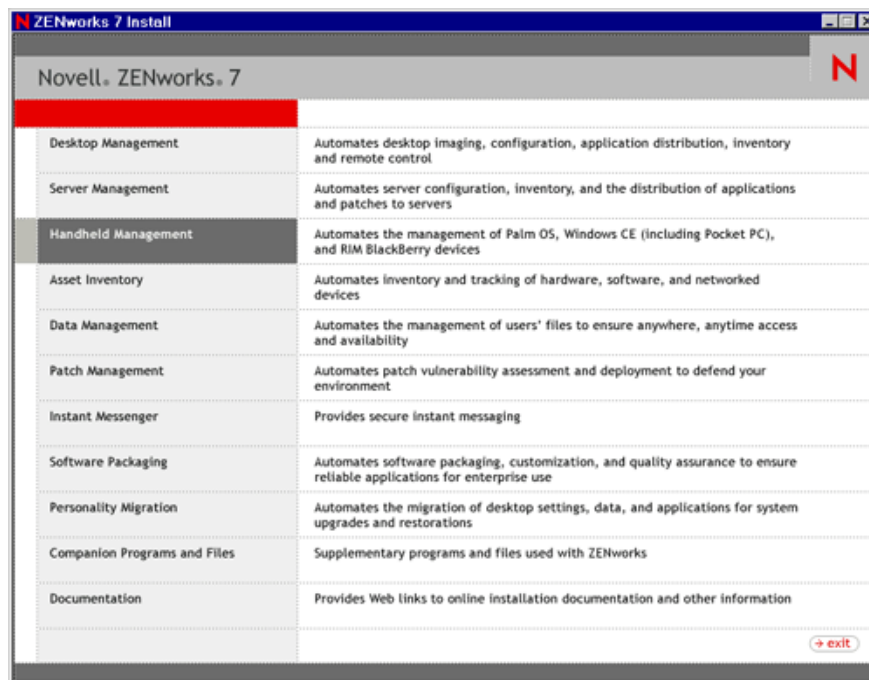 N ZENworks 7 Install
Novell® ZENworks® 7
N
Desktop Management
Automates desktop imaging, configuration, application distribution, inventory
and remote control
Server Management
Automates server configuration, inventory, and the distribution of applications
and patches to servers
Handheld Management
Automates the management of Palm OS, Windows CE (including Pocket PC),
and RIM BlackBerry devices
Asset Inventory
Automates inventory and tracking of hardware, software, and networked
devices
Data Management
Automates the management of users' files to ensure anywhere, anytime access
and availability
Patch Management
Automates patch vulnerability assessment and deployment to defend your
environment
Instant Messenger
Provides secure instant messaging
Software Packaging
Automates software packaging, customization, and quality assurance to ensure
reliable applications for enterprise use
Personality Migration
Automates the migration of desktop settings, data, and applications for system
upgrades and restorations
Companion Programs and Files
Supplementary programs and files used with ZENworks
Documentation
Provides Web links to online installation documentation and other information
exit